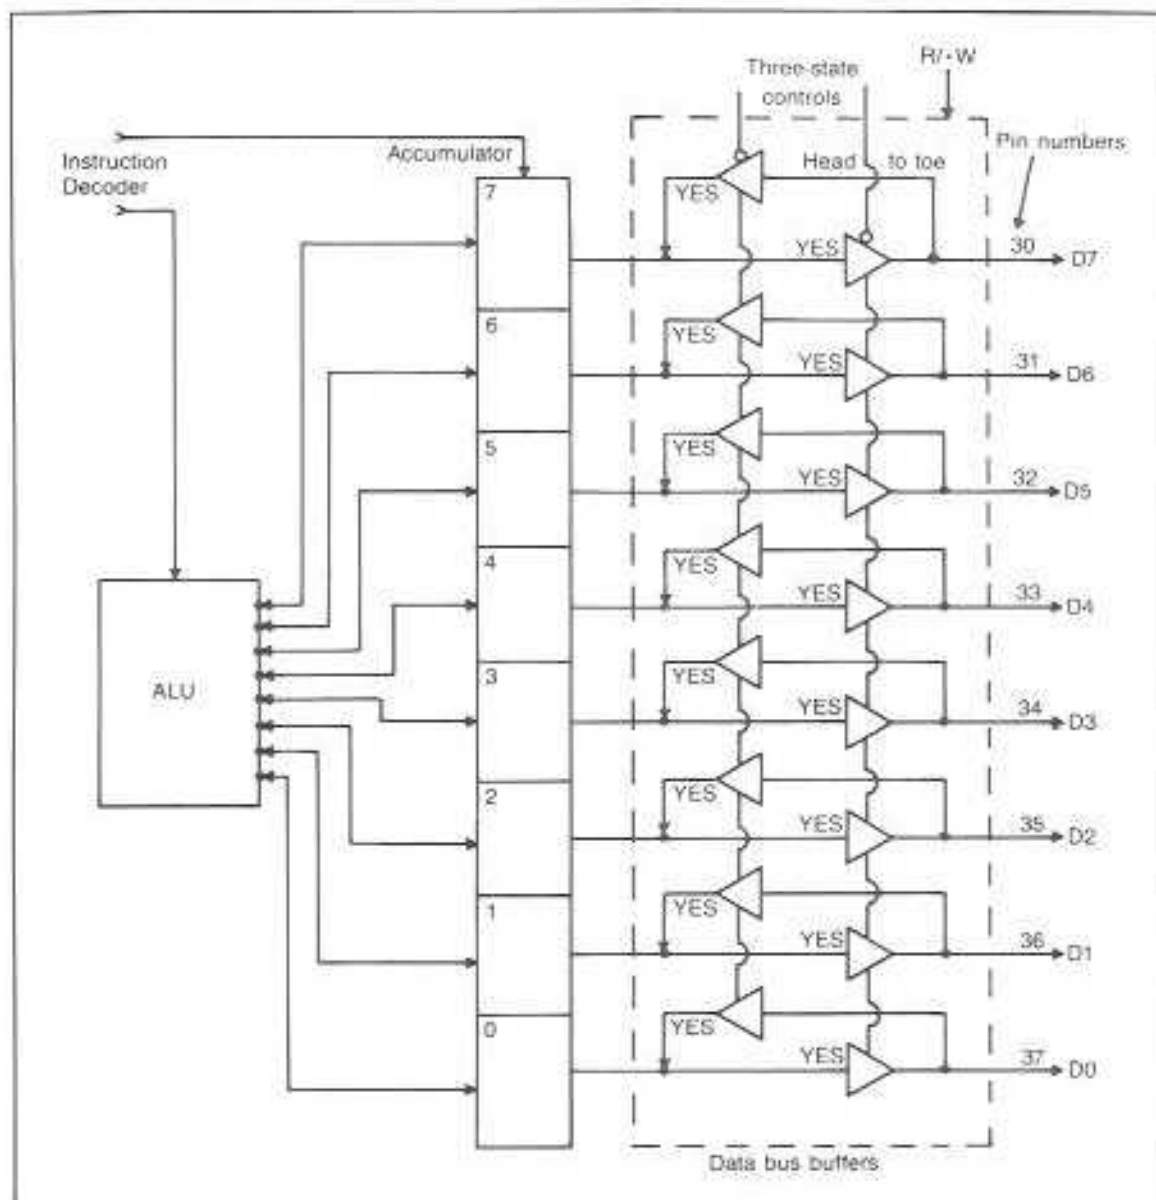 R/·W
Three-state
controls
Pin numbers
Instruction
Decoder
Accumulator
Head to toe
7
YES
YES
30
D7
6
YES
YES
31
D6
5
YES
YES
32
D5
4
YES
YES
33
D4
3
YES
YES
34
D3
ALU
2
YES
YES
35
D2
1
YES
YES
36
D1
0
YES
YES
37
D0
Data bus buffers